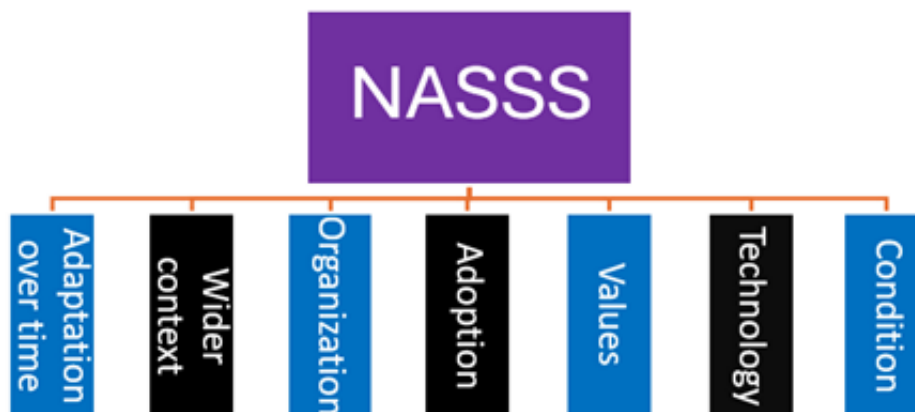 NASSS
Adaptation
over time
Wider
context
Organization
Adoption
Values
Technology
Condition